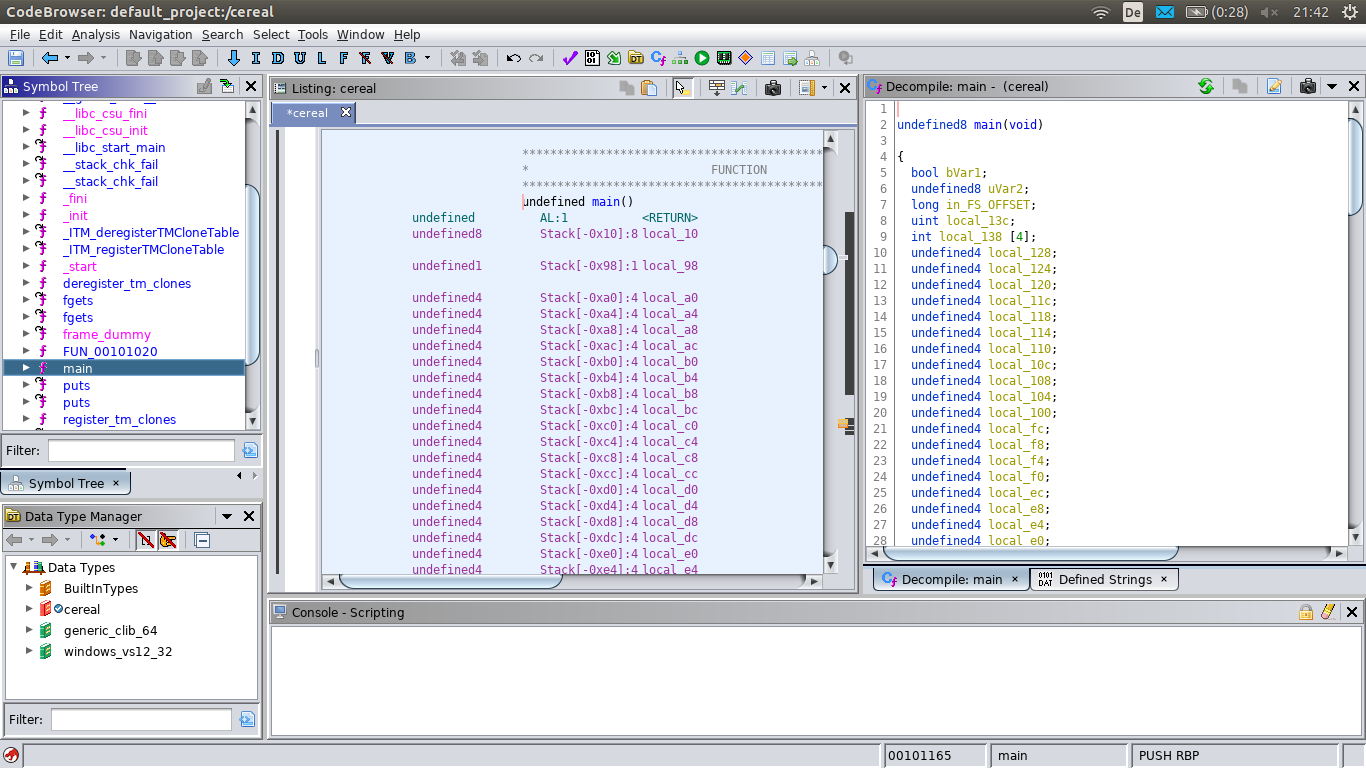 CodeBrowser: default_project:/cereal
De
(0:28)
21:42
File Edit Analysis Navigation Search Select Tools Window Help
I D U L F R V B
Symbol Tree
__libc_csu_fini
__libc_csu_init
__libc_start_main
__stack_chk_fail
__stack_chk_fail
_fini
_init
_ITM_deregisterTMCloneTable
_ITM_registerTMCloneTable
_start
deregister_tm_clones
fgets
fgets
frame_dummy
FUN_00101020
main
puts
puts
register_tm_clones
Filter:
Symbol Tree ×
Data Type Manager
Data Types
BuiltInTypes
cereal
generic_clib_64
windows_vs12_32
Filter:
Listing: cereal
*cereal
*******************************************
* FUNCTION
*******************************************
undefined main()
undefined AL:1 <RETURN>
undefined8 Stack[-0x10]:8 local_10
undefined1 Stack[-0x98]:1 local_98
undefined4 Stack[-0xa0]:4 local_a0
undefined4 Stack[-0xa4]:4 local_a4
undefined4 Stack[-0xa8]:4 local_a8
undefined4 Stack[-0xac]:4 local_ac
undefined4 Stack[-0xb0]:4 local_b0
undefined4 Stack[-0xb4]:4 local_b4
undefined4 Stack[-0xb8]:4 local_b8
undefined4 Stack[-0xbc]:4 local_bc
undefined4 Stack[-0xc0]:4 local_c0
undefined4 Stack[-0xc4]:4 local_c4
undefined4 Stack[-0xc8]:4 local_c8
undefined4 Stack[-0xcc]:4 local_cc
undefined4 Stack[-0xd0]:4 local_d0
undefined4 Stack[-0xd4]:4 local_d4
undefined4 Stack[-0xd8]:4 local_d8
undefined4 Stack[-0xdc]:4 local_dc
undefined4 Stack[-0xe0]:4 local_e0
undefined4 Stack[-0xe4]:4 local_e4
Decompile: main - (cereal)
1
2 undefined8 main(void)
3
4 {
5 bool bVar1;
6 undefined8 uVar2;
7 long in_FS_OFFSET;
8 uint local_13c;
9 int local_138 [4];
10 undefined4 local_128;
11 undefined4 local_124;
12 undefined4 local_120;
13 undefined4 local_11c;
14 undefined4 local_118;
15 undefined4 local_114;
16 undefined4 local_110;
17 undefined4 local_10c;
18 undefined4 local_108;
19 undefined4 local_104;
20 undefined4 local_100;
21 undefined4 local_fc;
22 undefined4 local_f8;
23 undefined4 local_f4;
24 undefined4 local_f0;
25 undefined4 local_ec;
26 undefined4 local_e8;
27 undefined4 local_e4;
28 undefined4 local_e0;
Decompile: main × Defined Strings ×
Console - Scripting
00101165 main PUSH RBP